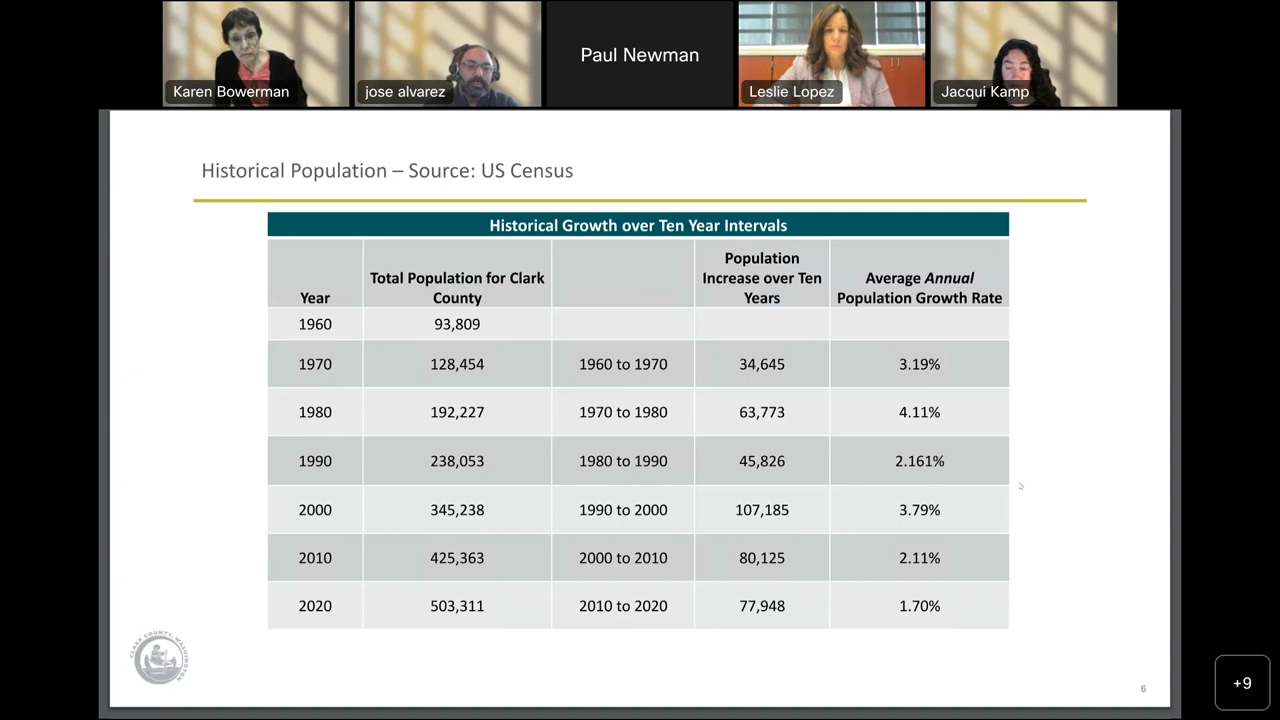 Karen Bowerman
jose alvarez
Paul Newman
Leslie Lopez
Jacqui Kamp
Historical Population – Source: US Census
Historical Growth over Ten Year Intervals
Year
Total Population for Clark
County
Population
Increase over Ten
Years
Average Annual
Population Growth Rate
1960 93,809
1970 128,454 1960 to 1970 34,645 3.19%
1980 192,227 1970 to 1980 63,773 4.11%
1990 238,053 1980 to 1990 45,826 2.161%
2000 345,238 1990 to 2000 107,185 3.79%
2010 425,363 2000 to 2010 80,125 2.11%
2020 503,311 2010 to 2020 77,948 1.70%
CLARK COUNTY, WASHINGTON
6
+9